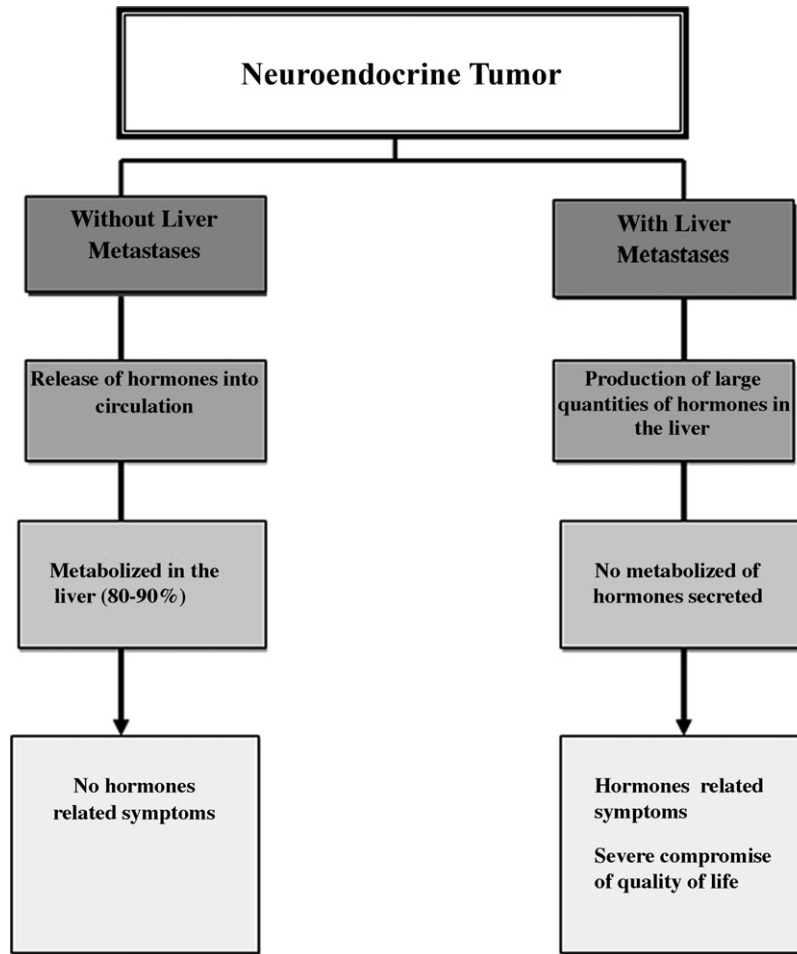 Neuroendocrine Tumor
Without Liver
Metastases
Release of hormones into
circulation
Metabolized in the
liver (80-90%)
No hormones
related symptoms
With Liver
Metastases
Production of large
quantities of hormones in
the liver
No metabolized of
hormones secreted
Hormones related
symptoms
Severe compromise
of quality of life